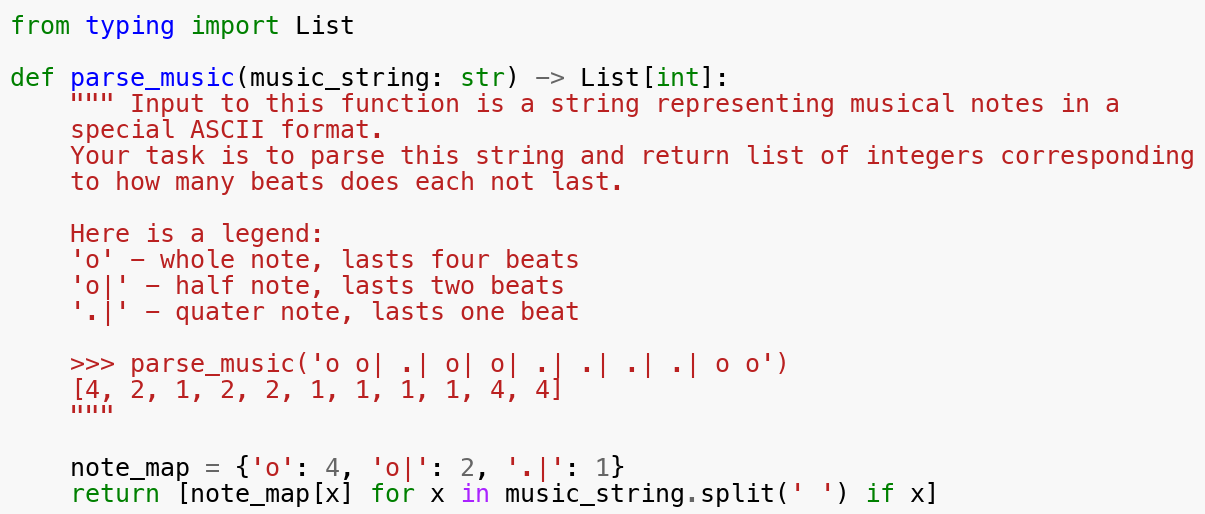 from typing import List
def parse_music(music_string: str) -> List[int]:
    """ Input to this function is a string representing musical notes in a
    special ASCII format.
    Your task is to parse this string and return list of integers corresponding
    to how many beats does each not last.
    Here is a legend:
    'o' - whole note, lasts four beats
    'o|' - half note, lasts two beats
    '.|' - quater note, lasts one beat
    >>> parse_music('o o| .| o| o| .| .| .| .| o o')
    [4, 2, 1, 2, 2, 1, 1, 1, 1, 4, 4]
    """
    note_map = {'o': 4, 'o|': 2, '.|': 1}
    return [note_map[x] for x in music_string.split(' ') if x]